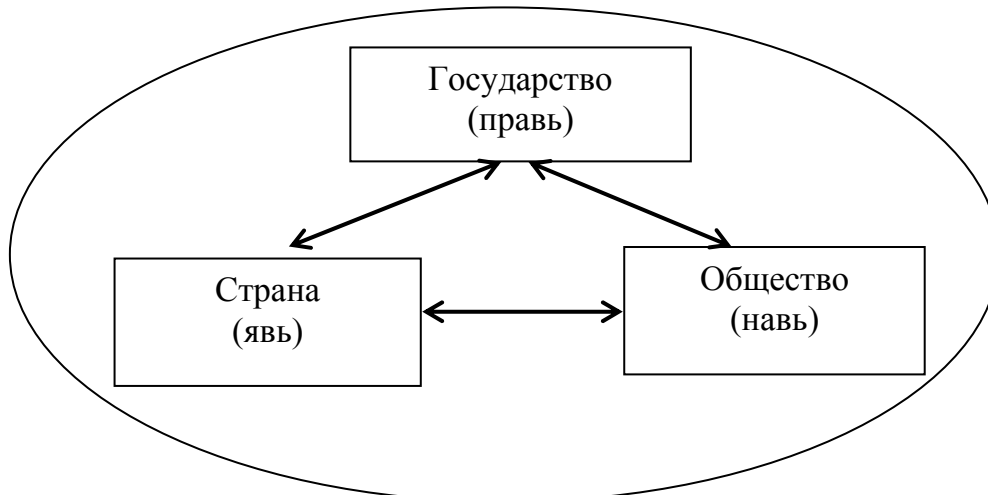 Государство
(правь)
Страна
(явь)
Общество
(навь)